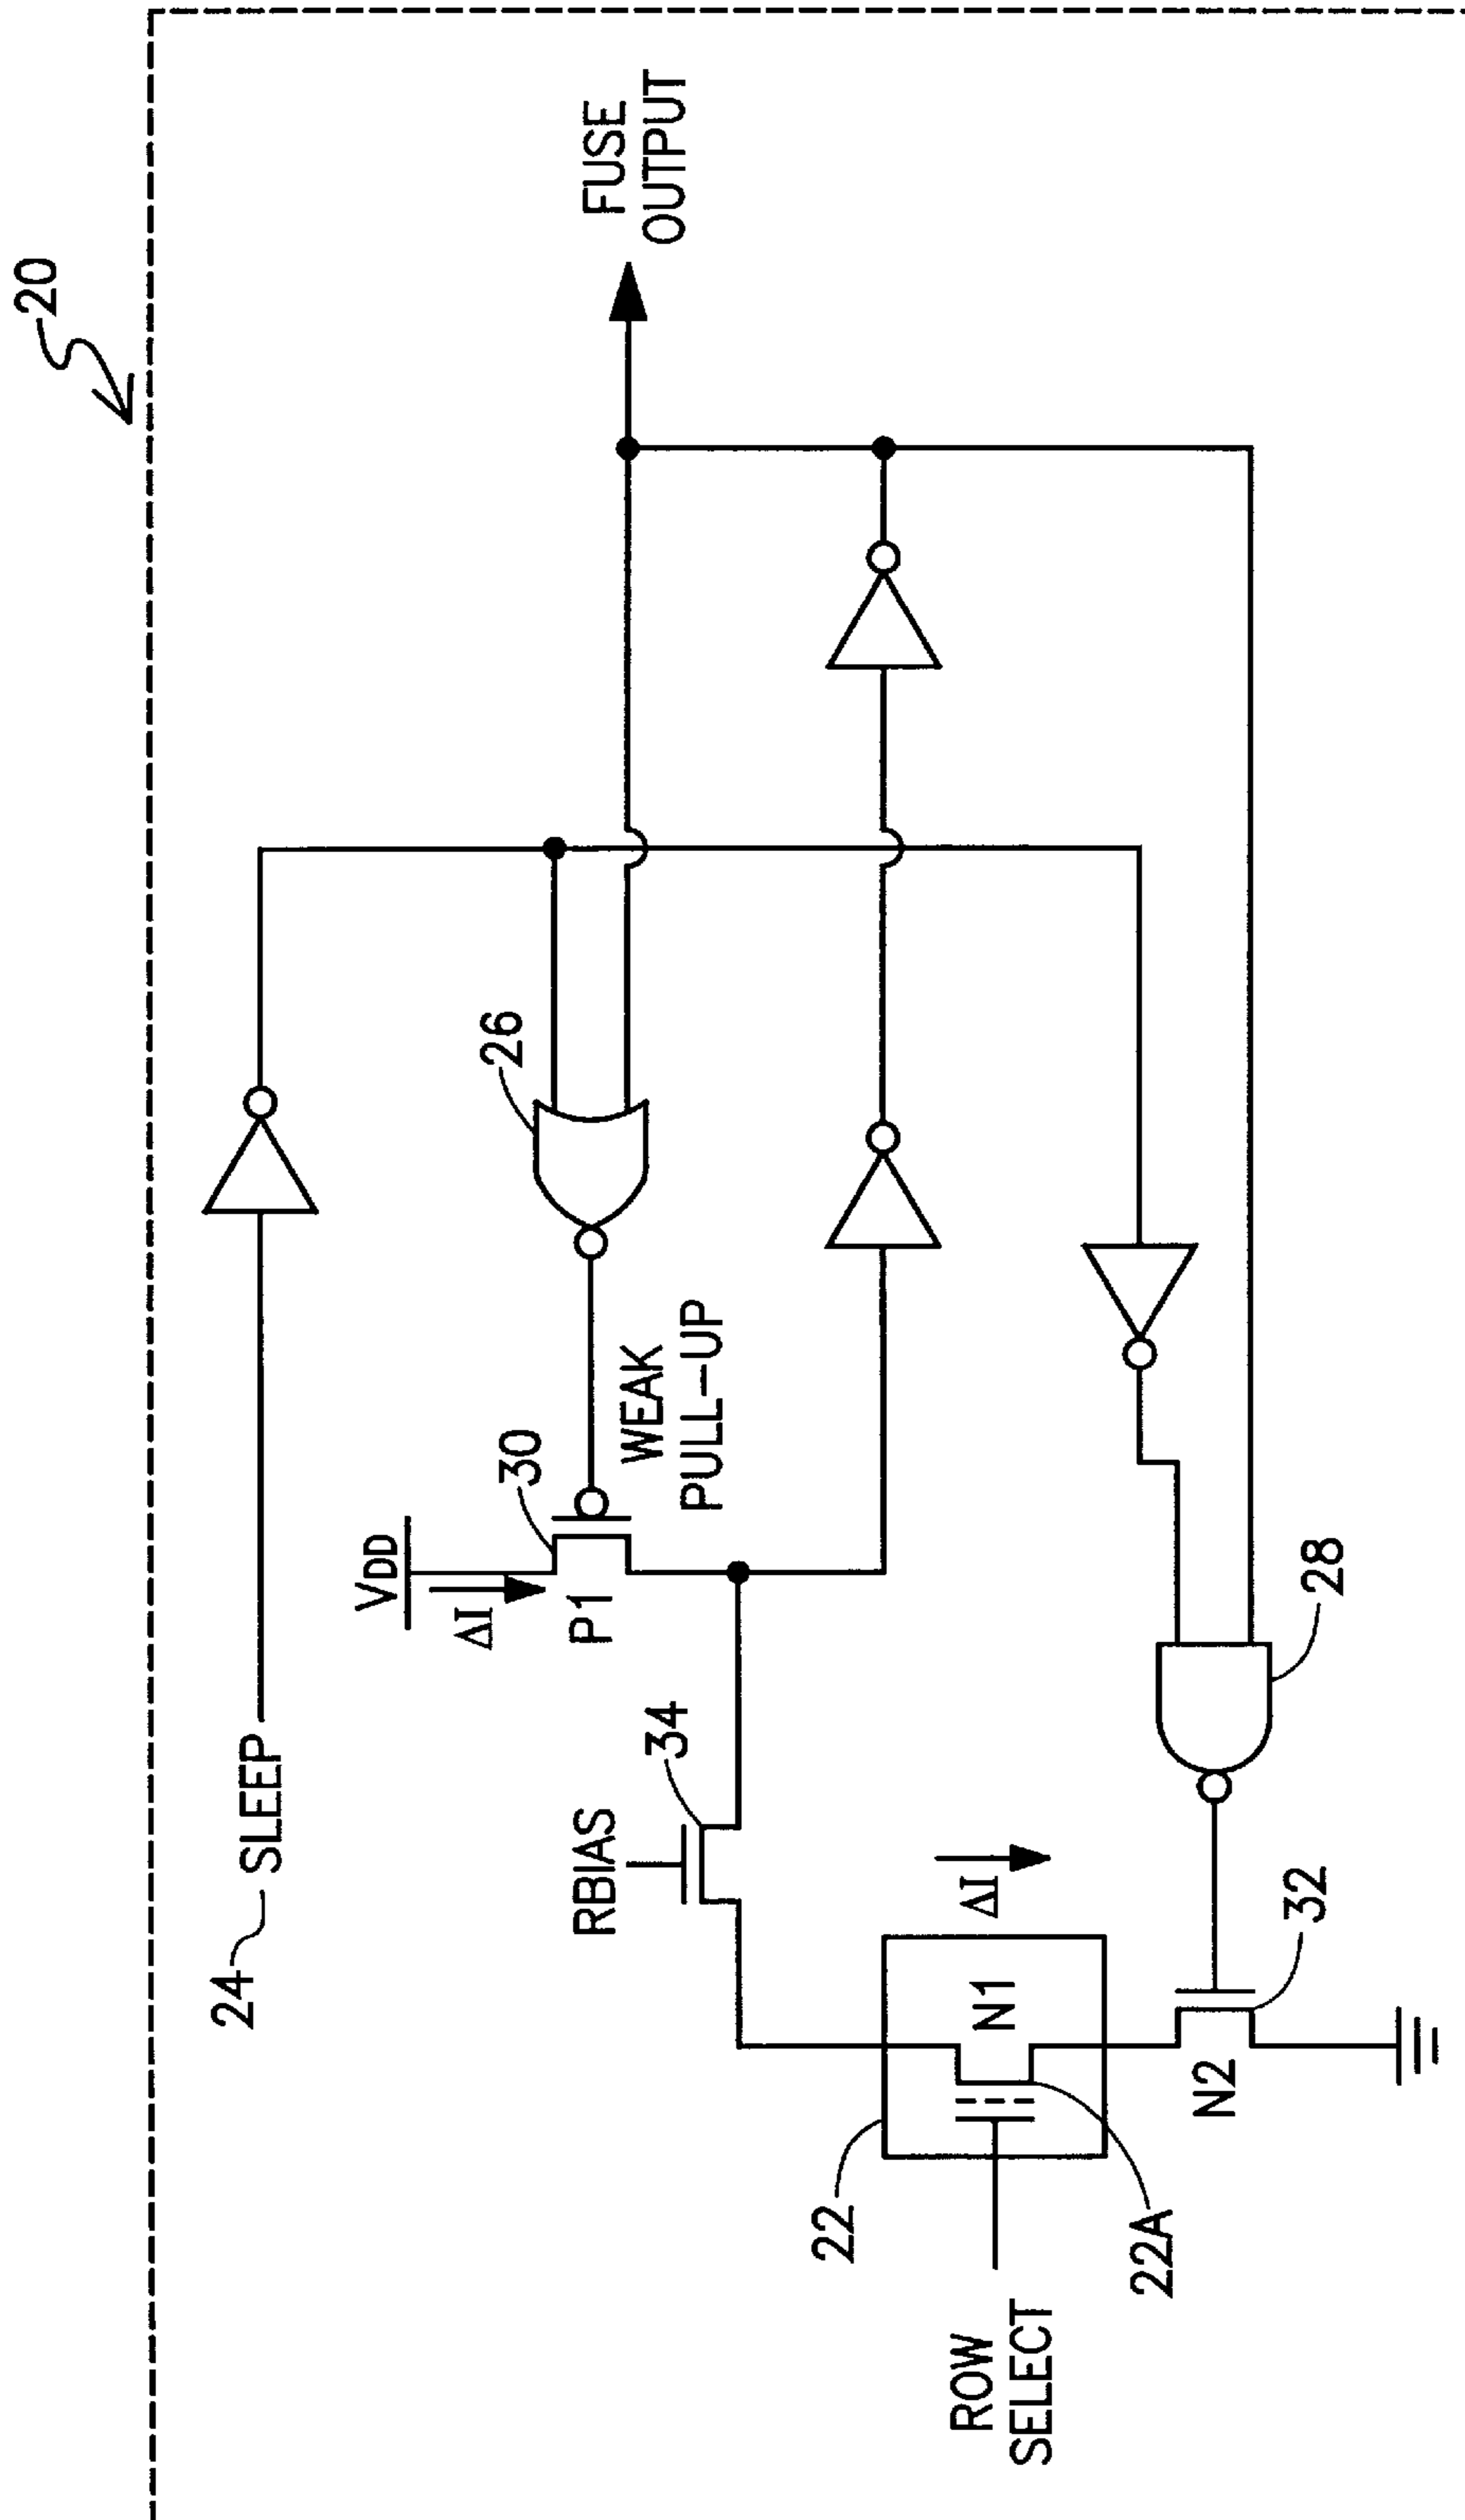 20
24
SLEEP
VDD
ΔI
30
26
P1
WEAK
PULL-UP
FUSE
OUTPUT
RBIAS
34
22
N1
ΔI
ROW
SELECT
22A
N2
32
28